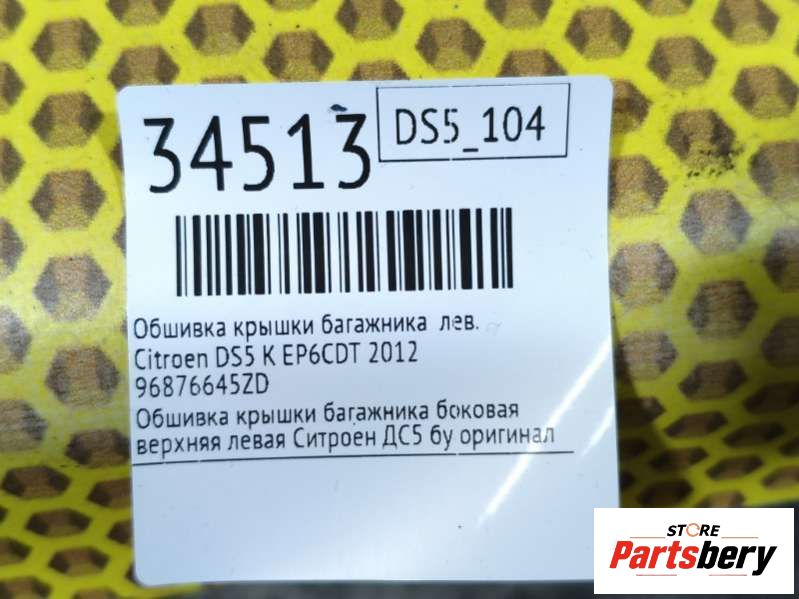 34513
DS5_104
Обшивка крышки багажника лев.
Citroen DS5 K EP6CDT 2012
96876645ZD
Обшивка крышки багажника боковая
верхняя левая Ситроен ДС5 бу оригинал
STORE
Partsbery